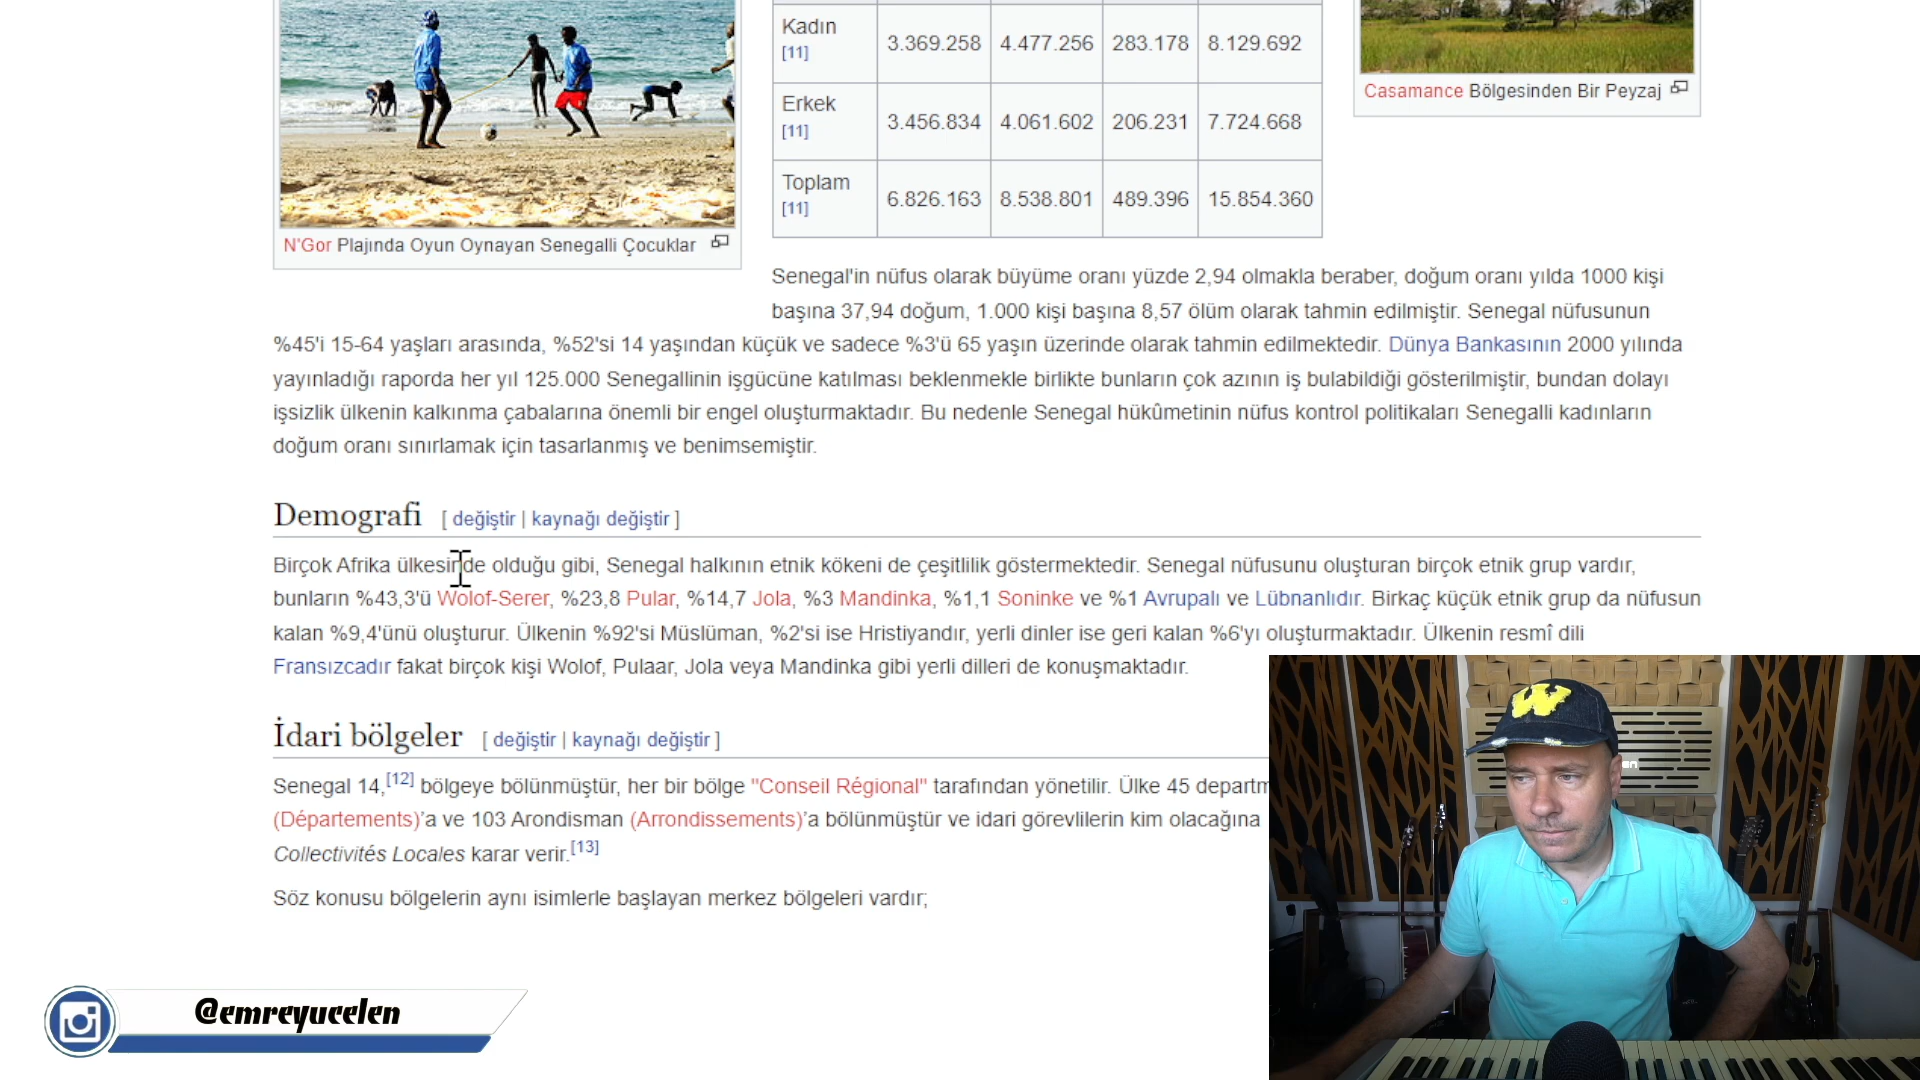 Kadın
[11]
3.369.258 4.477.256 283.178 8.129.692
Erkek
[11]
3.456.834 4.061.602 206.231 7.724.668
Toplam
[11]
6.826.163 8.538.801 489.396 15.854.360
Casamance Bölgesinden Bir Peyzaj
N'Gor Plajında Oyun Oynayan Senegalli Çocuklar
Senegal'in nüfus olarak büyüme oranı yüzde 2,94 olmakla beraber, doğum oranı yılda 1000 kişi
başına 37,94 doğum, 1.000 kişi başına 8,57 ölüm olarak tahmin edilmiştir. Senegal nüfusunun
%45'i 15-64 yaşları arasında, %52'si 14 yaşından küçük ve sadece %3'ü 65 yaşın üzerinde olarak tahmin edilmektedir. Dünya Bankasının 2000 yılında
yayınladığı raporda her yıl 125.000 Senegallinin işgücüne katılması beklenmekle birlikte bunların çok azının iş bulabildiği gösterilmiştir, bundan dolayı
işsizlik ülkenin kalkınma çabalarına önemli bir engel oluşturmaktadır. Bu nedenle Senegal hükûmetinin nüfus kontrol politikaları Senegalli kadınların
doğum oranı sınırlamak için tasarlanmış ve benimsemiştir.
Demografi [ değiştir | kaynağı değiştir ]
Birçok Afrika ülkesinde olduğu gibi, Senegal halkının etnik kökeni de çeşitlilik göstermektedir. Senegal nüfusunu oluşturan birçok etnik grup vardır,
bunların %43,3'ü Wolof-Serer, %23,8 Pular, %14,7 Jola, %3 Mandinka, %1,1 Soninke ve %1 Avrupalı ve Lübnanlıdır. Birkaç küçük etnik grup da nüfusun
kalan %9,4'ünü oluşturur. Ülkenin %92'si Müslüman, %2'si ise Hristiyandır, yerli dinler ise geri kalan %6'yı oluşturmaktadır. Ülkenin resmî dili
Fransızcadır fakat birçok kişi Wolof, Pulaar, Jola veya Mandinka gibi yerli dilleri de konuşmaktadır.
İdari bölgeler [ değiştir | kaynağı değiştir ]
Senegal 14,[12] bölgeye bölünmüştür, her bir bölge "Conseil Régional" tarafından yönetilir. Ülke 45 departm
(Départements)'a ve 103 Arondisman (Arrondissements)'a bölünmüştür ve idari görevlilerin kim olacağına
Collectivités Locales karar verir.[13]
Söz konusu bölgelerin aynı isimlerle başlayan merkez bölgeleri vardır;
W
@emreyucelen